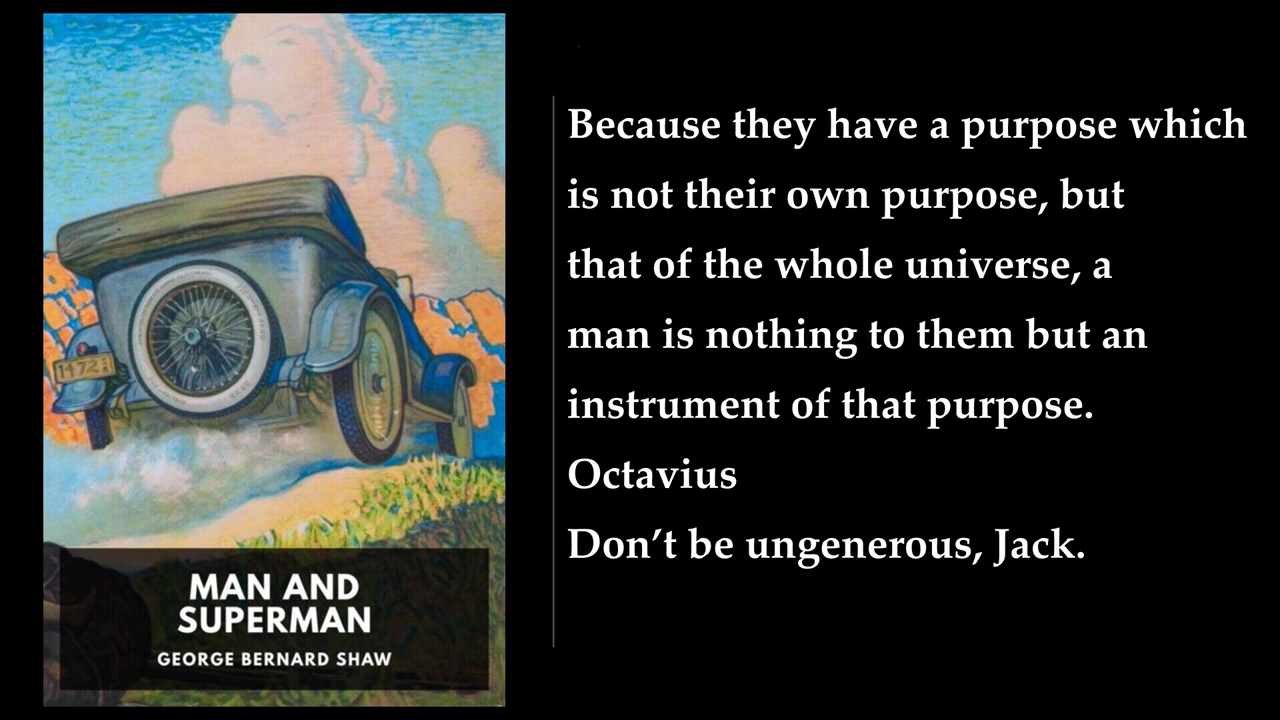 1472
MAN AND
SUPERMAN
GEORGE BERNARD SHAW
Because they have a purpose which
is not their own purpose, but
that of the whole universe, a
man is nothing to them but an
instrument of that purpose.
Octavius
Don’t be ungenerous, Jack.